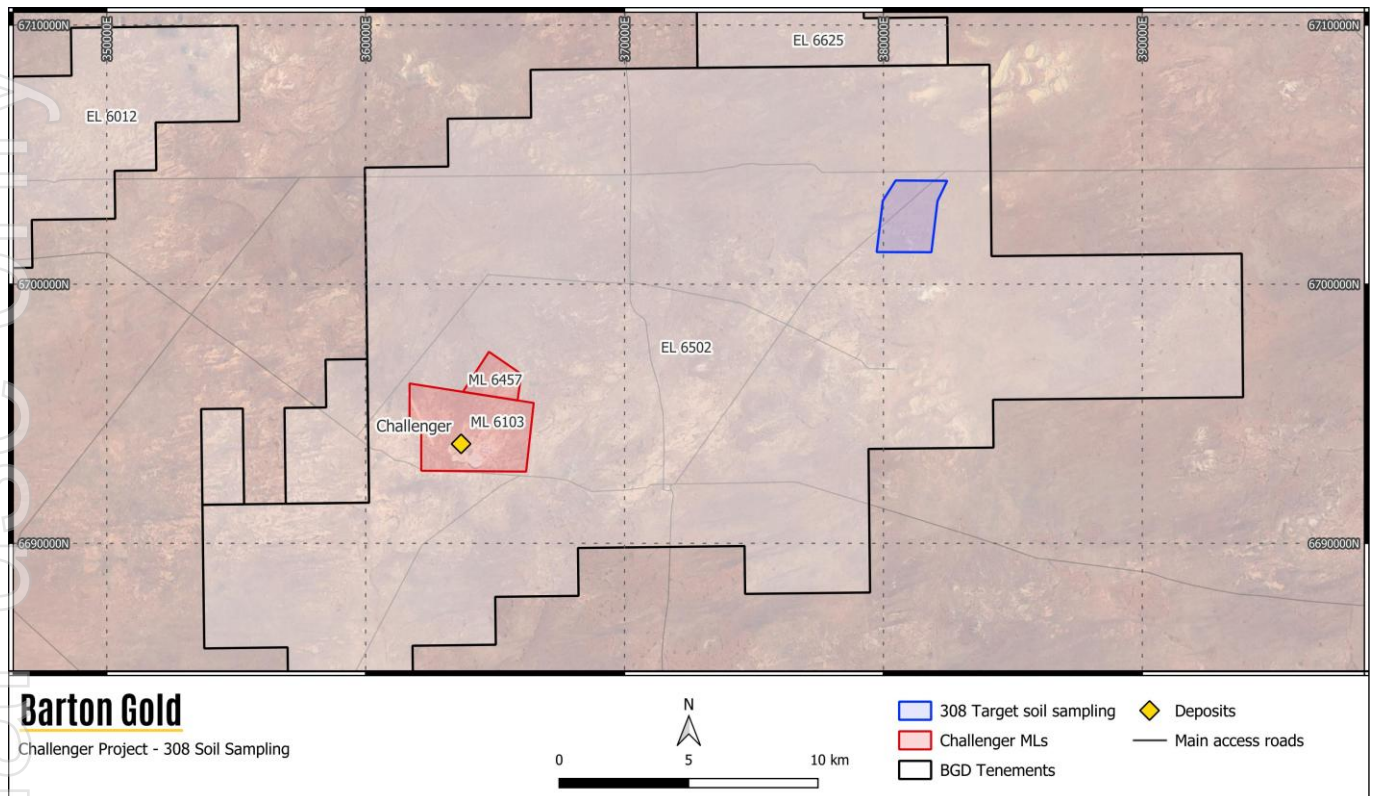 6710000N
350000E
360000E
370000E
380000E
390000E
6710000N
EL 6625
EL 6012
6700000N
6700000N
EL 6502
ML 6457
Challenger
ML 6103
6690000N
6690000N
Barton Gold
Challenger Project - 308 Soil Sampling
N
0 5 10 km
308 Target soil sampling
Challenger MLs
BGD Tenements
Deposits
Main access roads